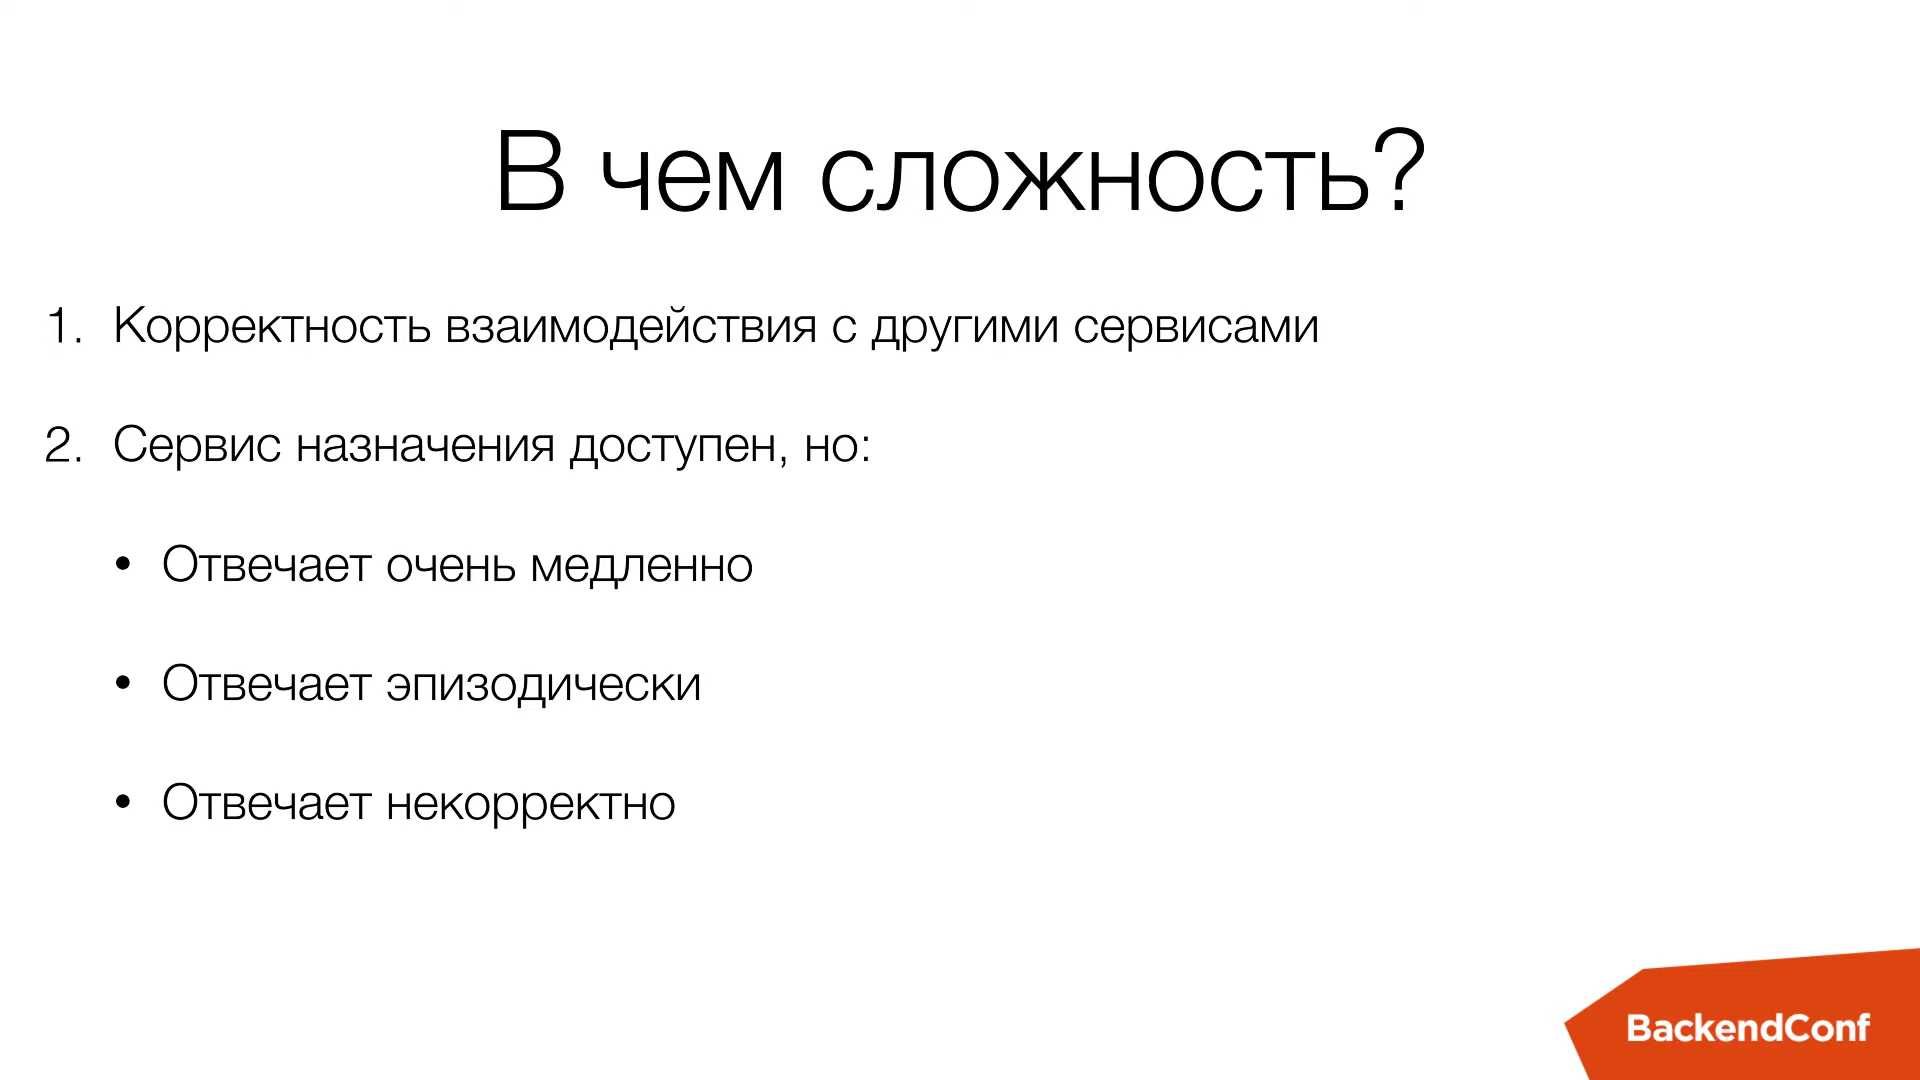 В чем сложность?
1. Корректность взаимодействия с другими сервисами
2. Сервис назначения доступен, но:
• Отвечает очень медленно
• Отвечает эпизодически
• Отвечает некорректно
BackendConf